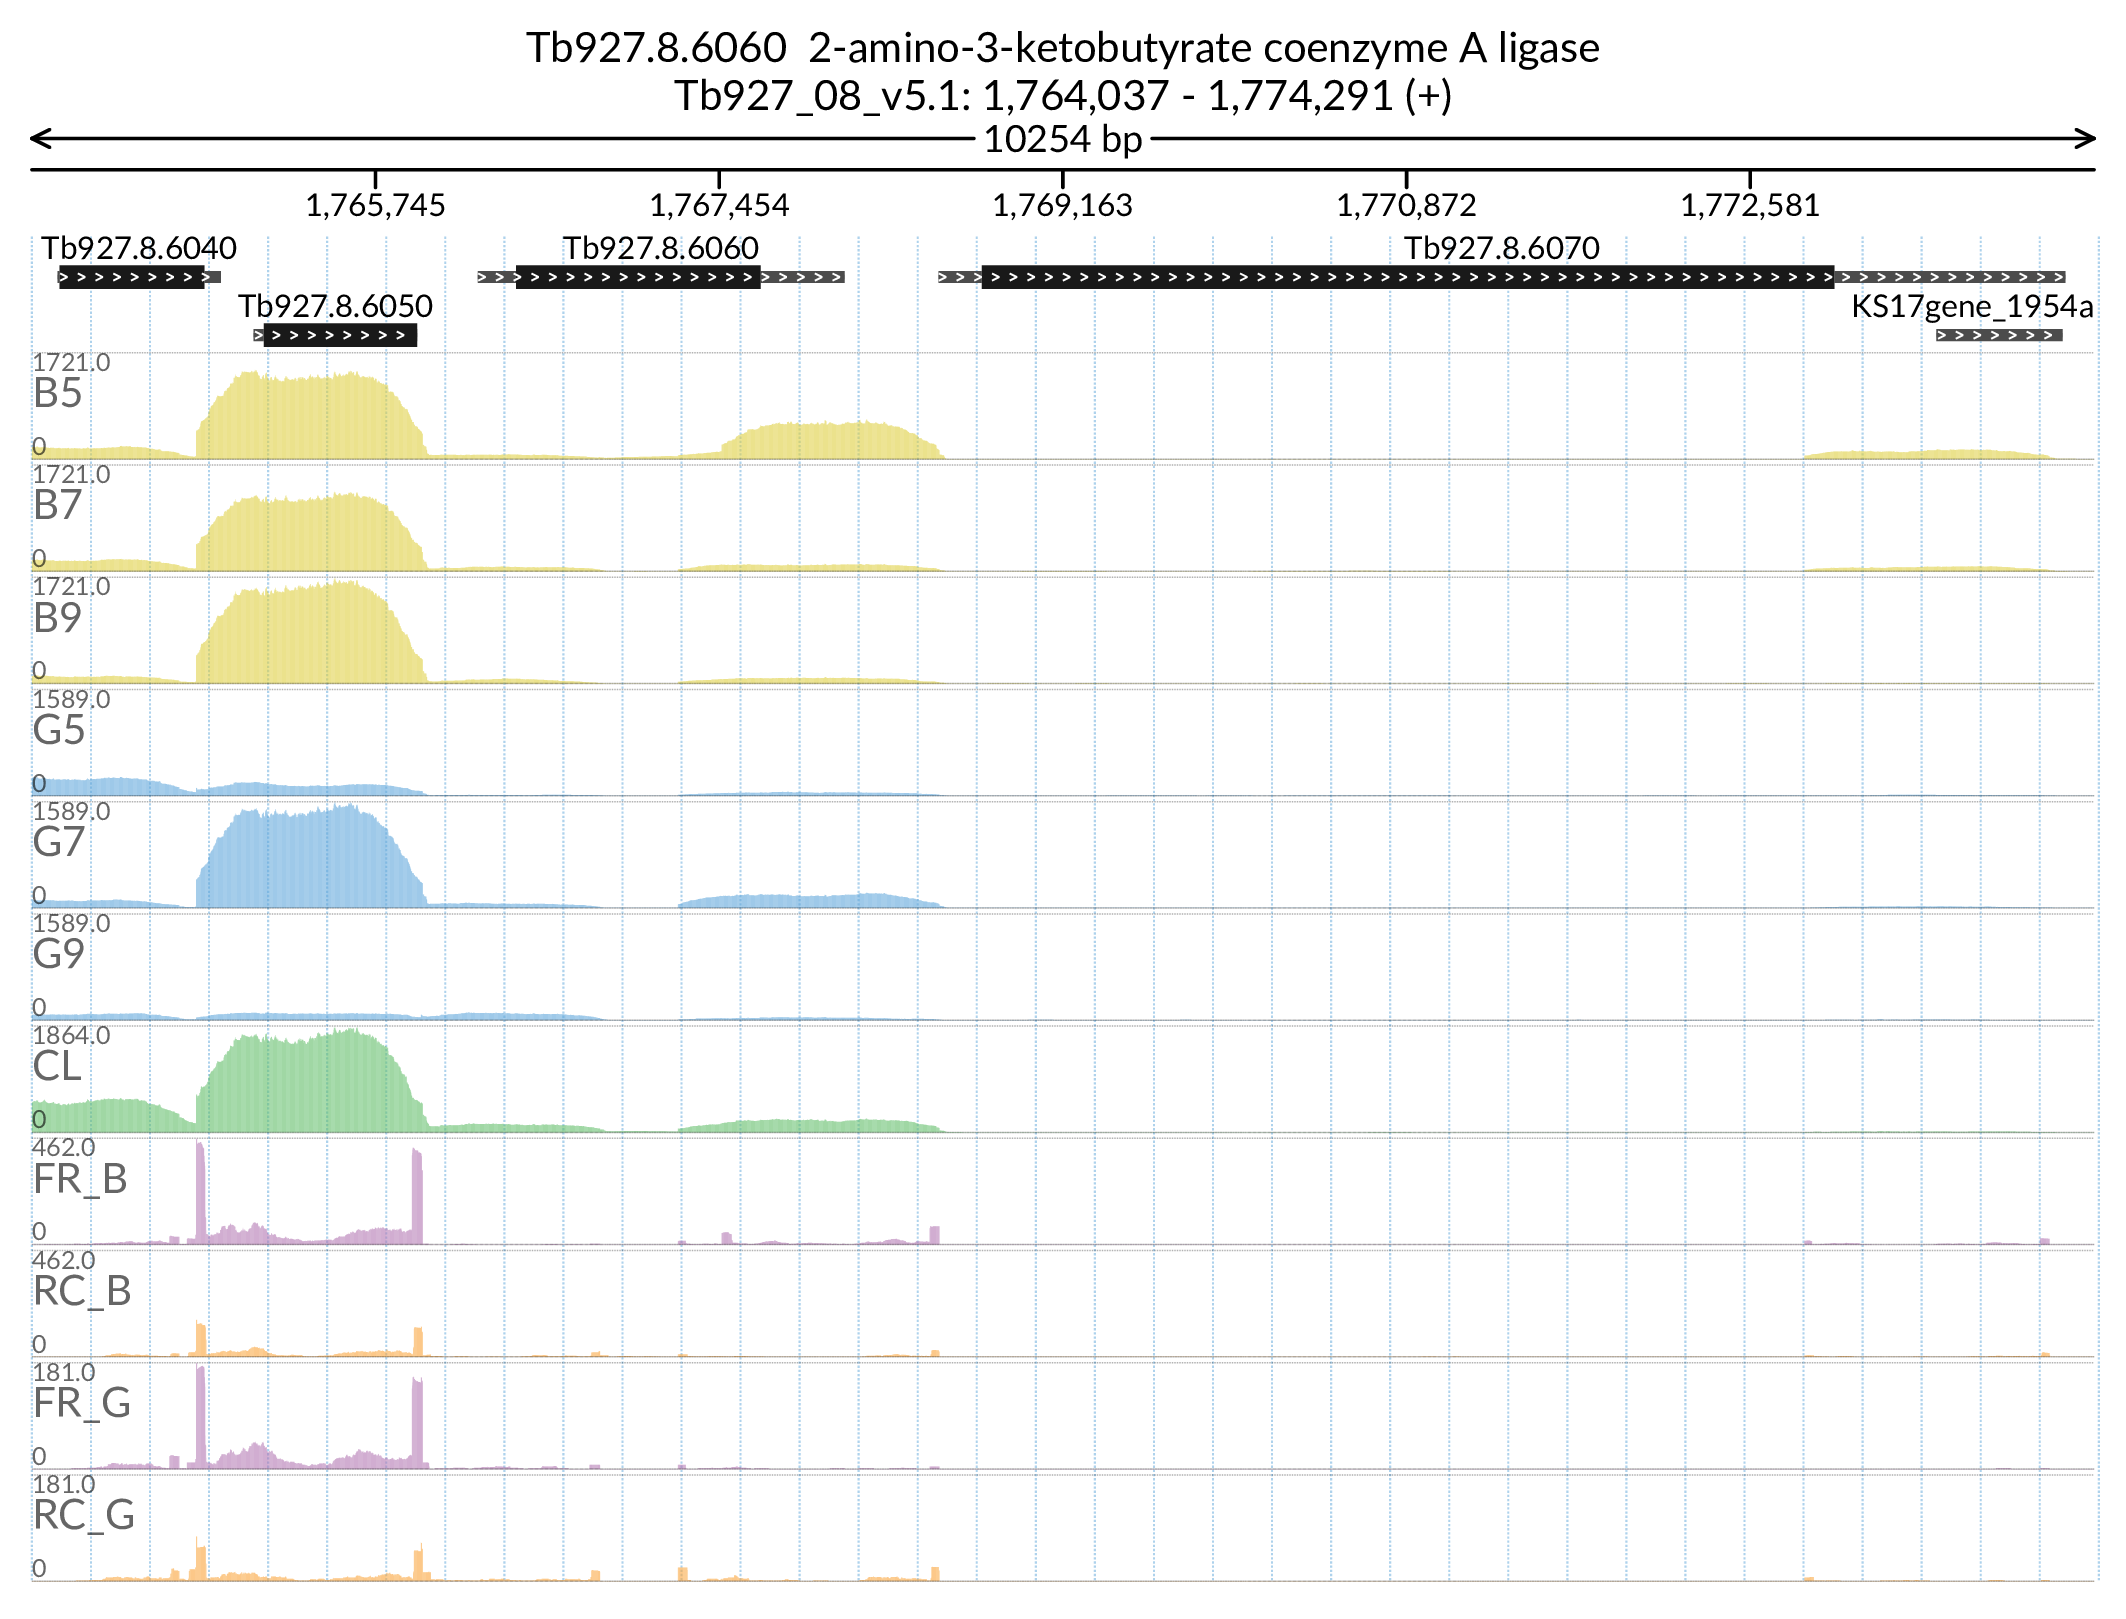 Tb927.8.6060  2-amino-3-ketobutyrate coenzyme A ligase
Tb927_08_v5.1: 1,764,037 - 1,774,291 (+)
10254 bp
1,765,745 1,767,454 1,769,163 1,770,872 1,772,581
Tb927.8.6040 Tb927.8.6060 Tb927.8.6070
Tb927.8.6050 KS17gene_1954a
1721.0
B5
0
1721.0
B7
0
1721.0
B9
0
1589.0
G5
0
1589.0
G7
0
1589.0
G9
0
1864.0
CL
0
462.0
FR_B
0
462.0
RC_B
0
181.0
FR_G
0
181.0
RC_G
0